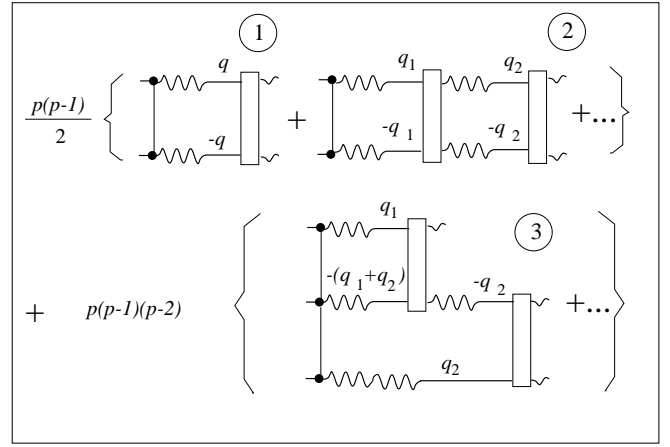 1 2
q q1 q2
p(p-1)/2 { + +... }
-q -q 1 -q 2
q1 3
-(q 1+q2) -q 2
+ p(p-1)(p-2) { +... }
q2